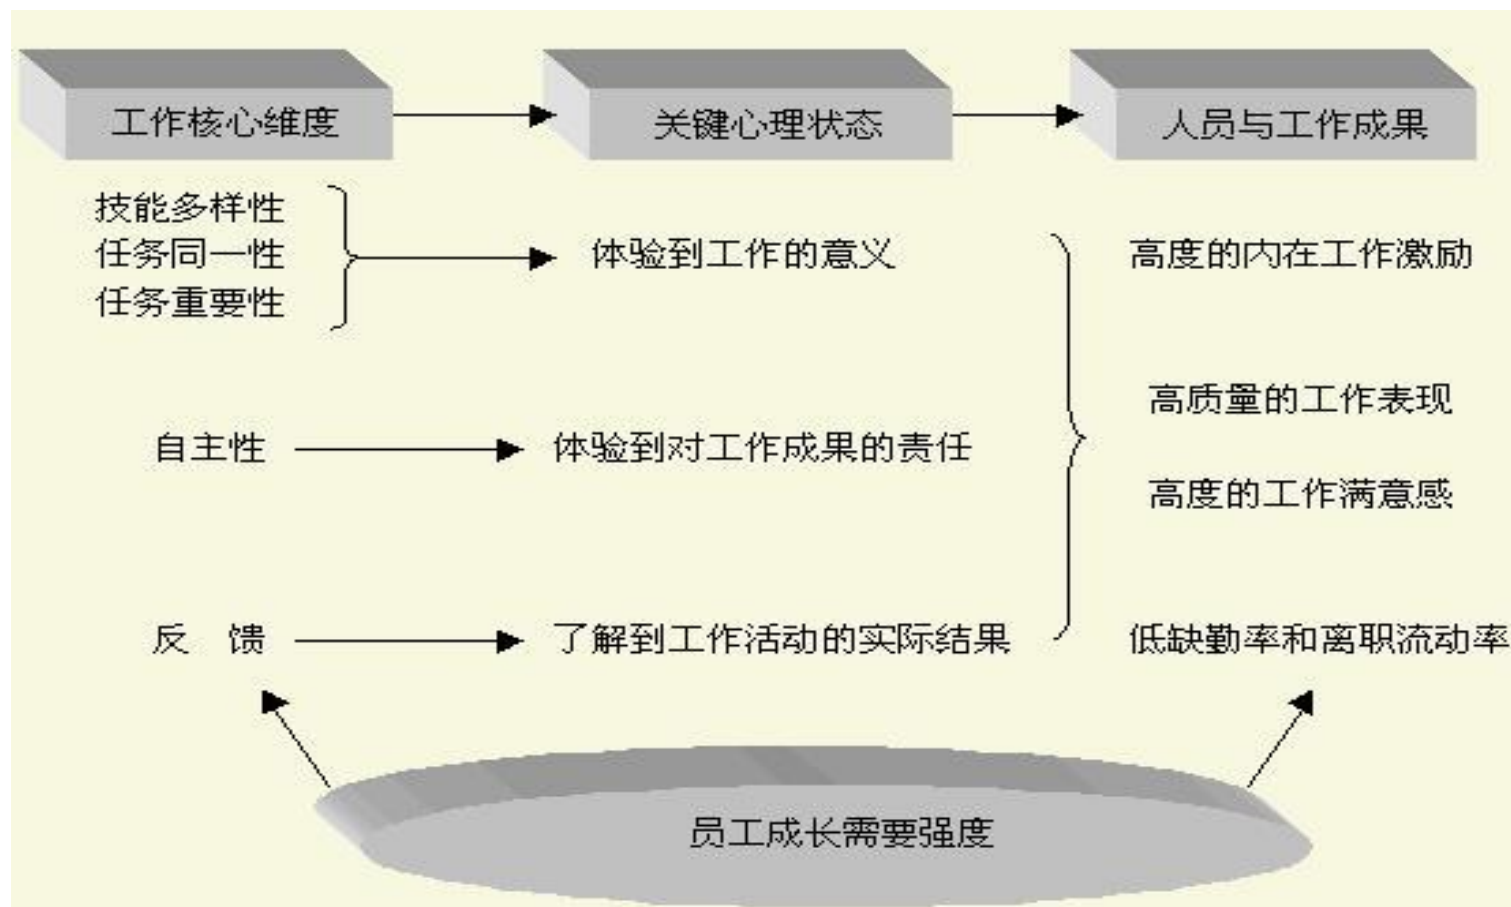 工作核心维度
关键心理状态
人员与工作成果
技能多样性
任务同一性
任务重要性
体验到工作的意义
高度的内在工作激励
高质量的工作表现
自主性
体验到对工作成果的责任
高度的工作满意感
反 馈
了解到工作活动的实际结果
低缺勤率和离职流动率
员工成长需要强度